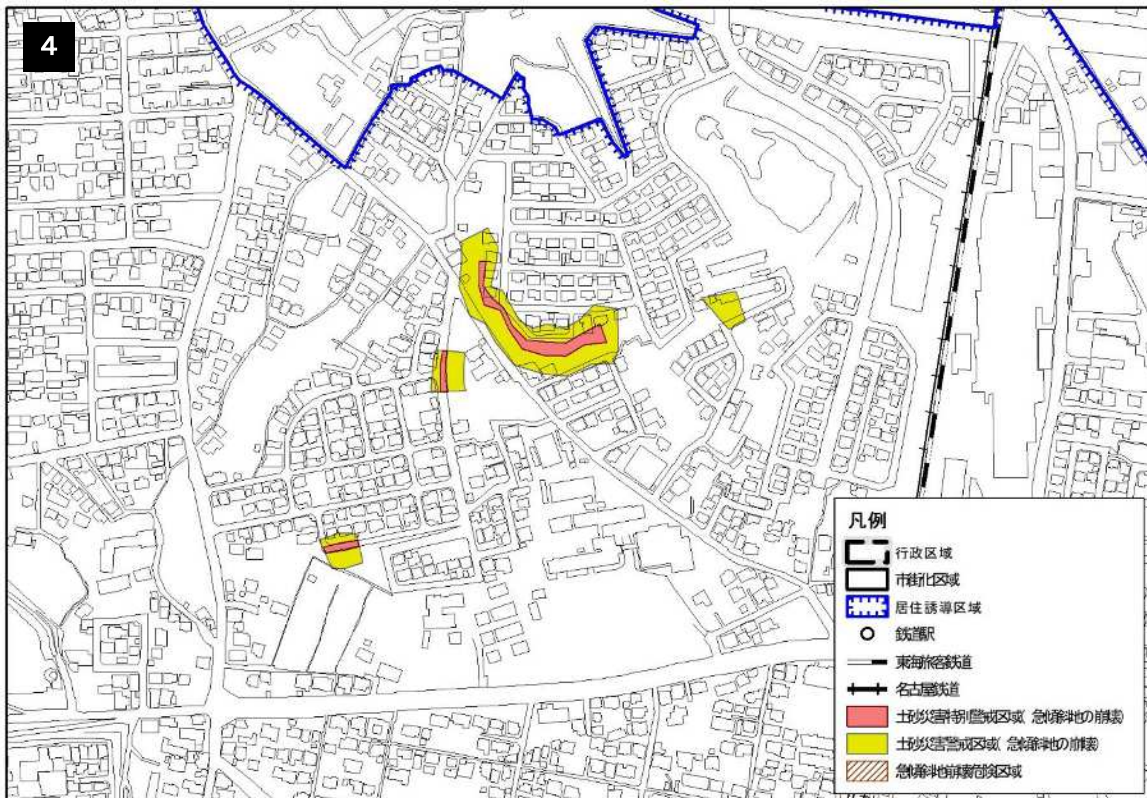 4
凡例
行政区域
市街化区域
居住誘導区域
鉄道駅
東海旅客鉄道
名古屋鉄道
土砂災害特別警戒区域( 急傾斜地の崩壊)
土砂災害警戒区域( 急傾斜地の崩壊)
急傾斜地崩壊危険区域